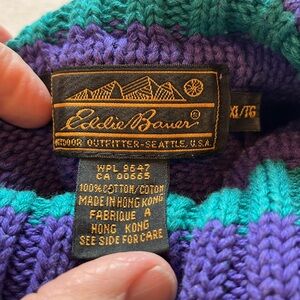 Eddie Bauer®
OUTDOOR OUTFITTER-SEATTLE, U.S.A.
XL/TG
WPL 9647
CA 00665
100% COTTON/COTON
MADE IN HONG KONG
FABRIQUE A
HONG KONG
SEE SIDE FOR CARE